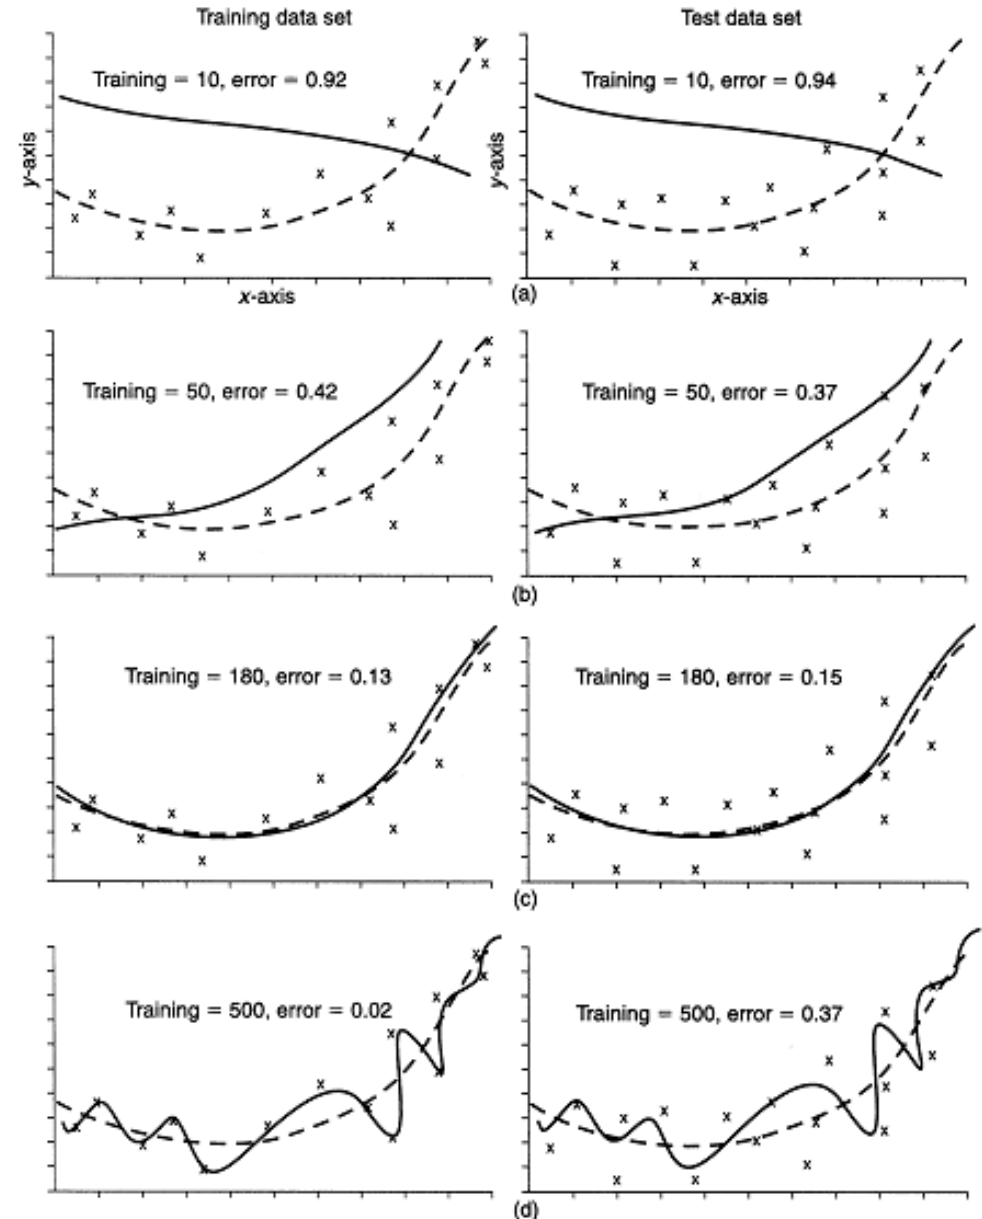 Training data set
Test data set
Training = 10, error = 0.92
Training = 10, error = 0.94
y-axis
y-axis
x-axis
(a)
x-axis
Training = 50, error = 0.42
Training = 50, error = 0.37
(b)
Training = 180, error = 0.13
Training = 180, error = 0.15
(c)
Training = 500, error = 0.02
Training = 500, error = 0.37
(d)